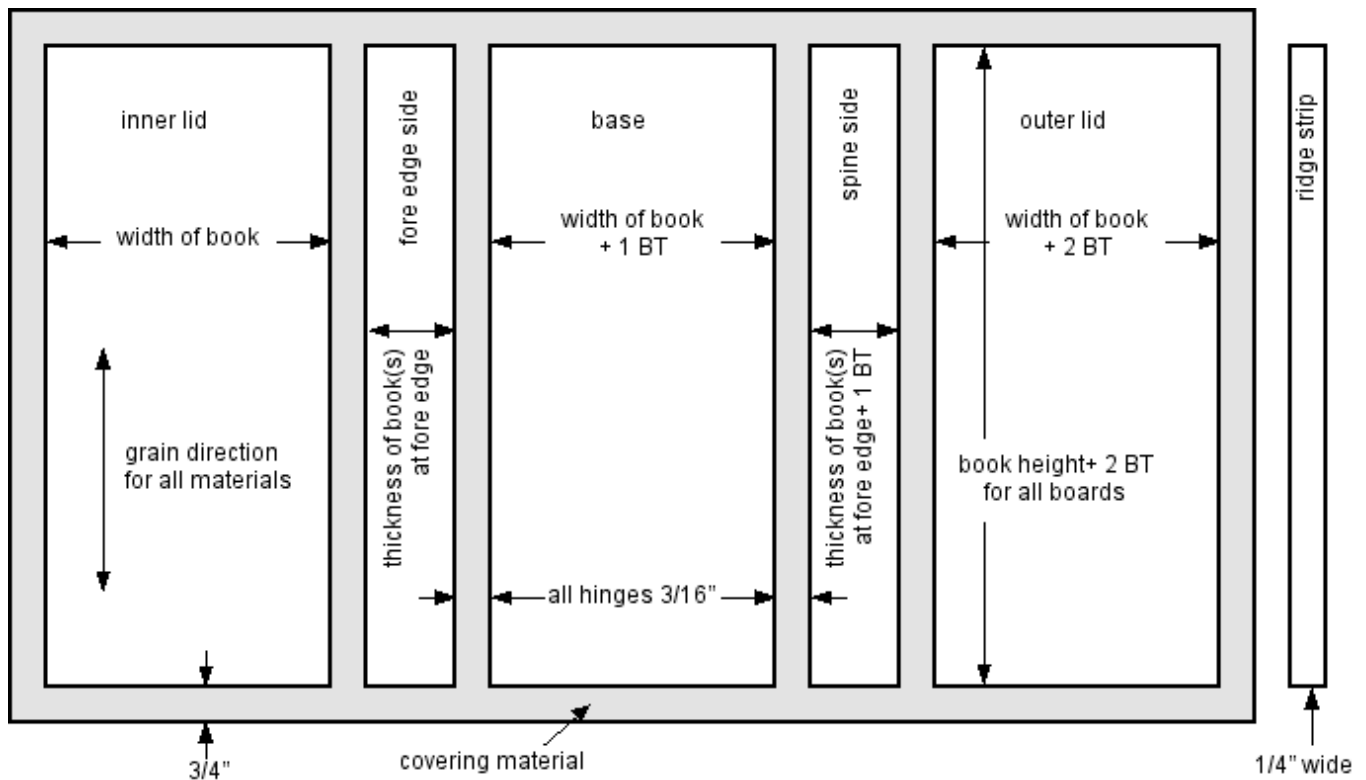 inner lid
width of book
grain direction
for all materials
fore edge side
thickness of book(s)
at fore edge
base
width of book
+ 1 BT
all hinges 3/16"
spine side
thickness of book(s)
at fore edge+ 1 BT
outer lid
width of book
+ 2 BT
book height+ 2 BT
for all boards
ridge strip
3/4"
covering material
1/4" wide